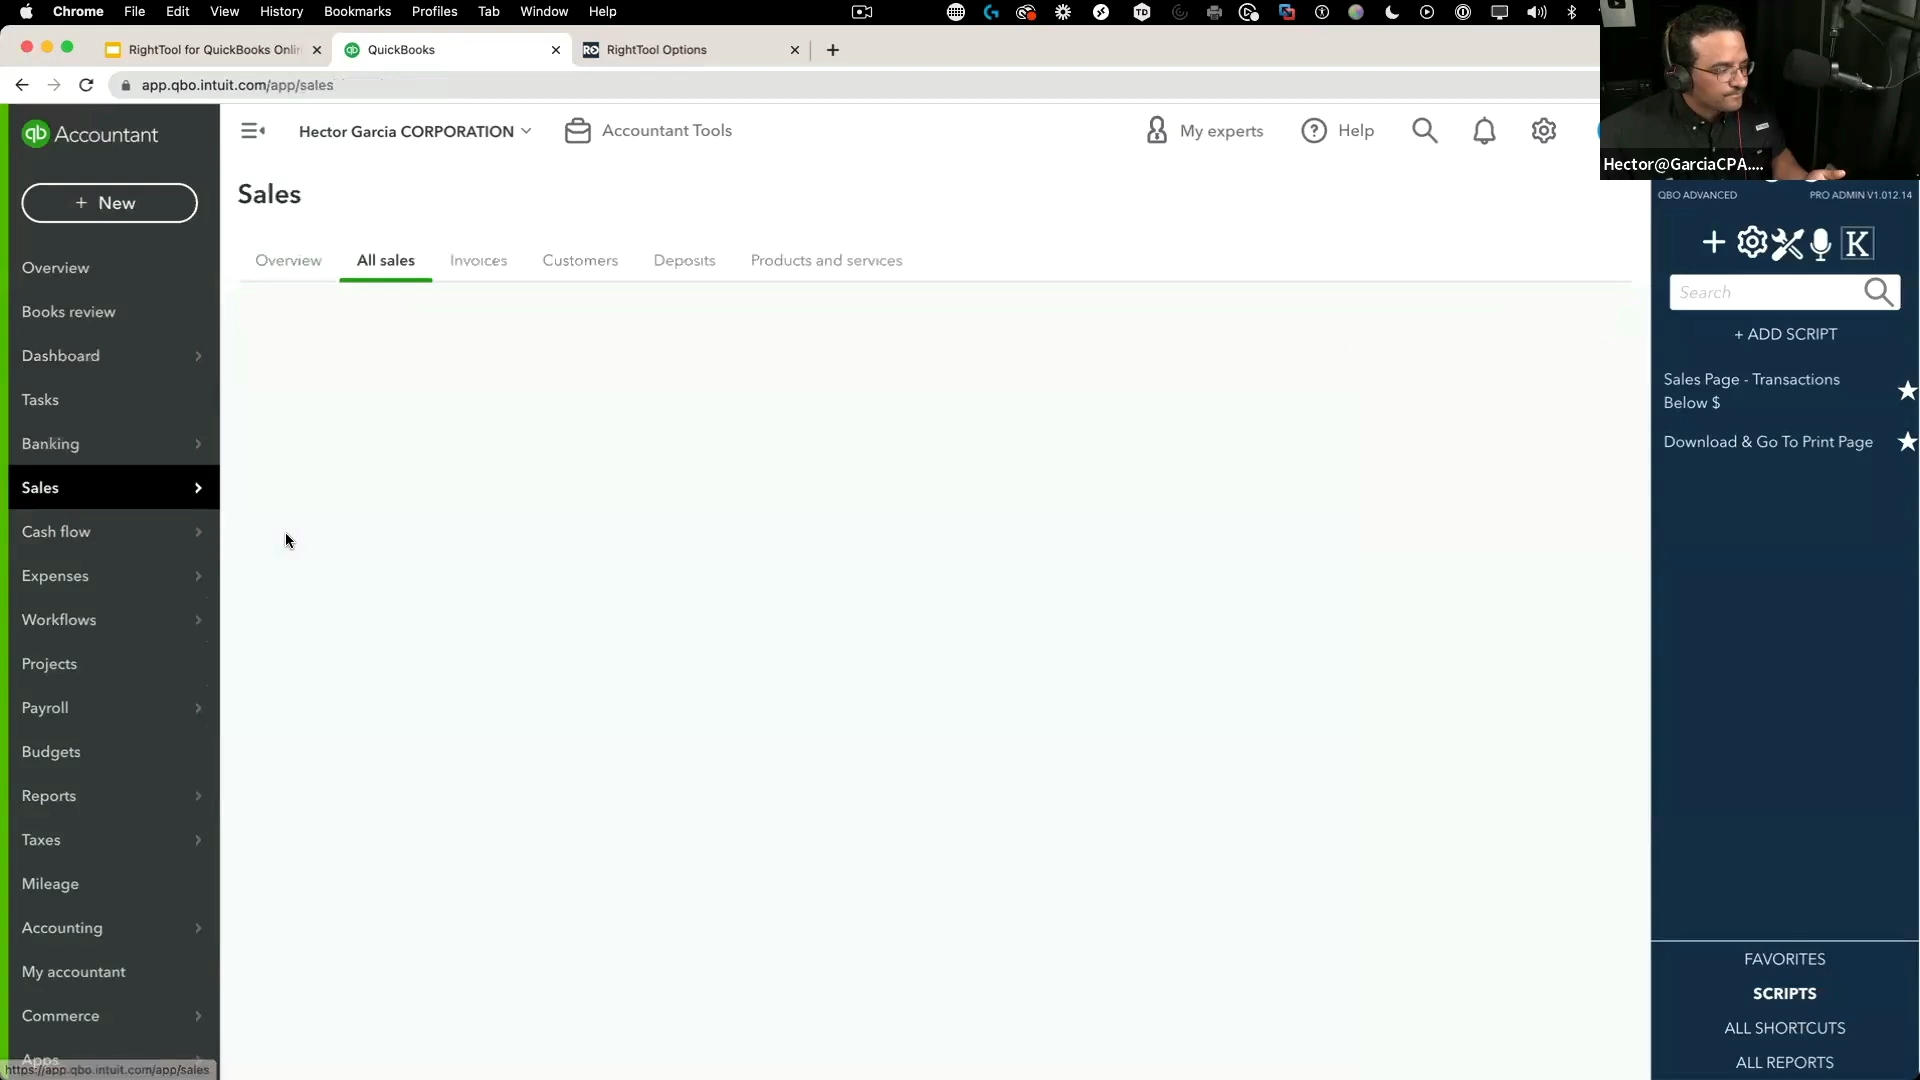 Chrome File Edit View History Bookmarks Profiles Tab Window Help
RightTool for QuickBooks Onlin
QuickBooks
RightTool Options
app.qbo.intuit.com/app/sales
Hector@GarciaCPA....
qb Accountant
Hector Garcia CORPORATION
Accountant Tools
My experts
Help
+ New
Sales
Overview
All sales
Invoices
Customers
Deposits
Products and services
Overview
Books review
Dashboard
Tasks
Banking
Sales
Cash flow
Expenses
Workflows
Projects
Payroll
Budgets
Reports
Taxes
Mileage
Accounting
My accountant
Commerce
Apps
https://app.qbo.intuit.com/app/sales
QBO ADVANCED
PRO ADMIN V1.012.14
K
Search
+ ADD SCRIPT
Sales Page - Transactions
Below $
Download & Go To Print Page
FAVORITES
SCRIPTS
ALL SHORTCUTS
ALL REPORTS